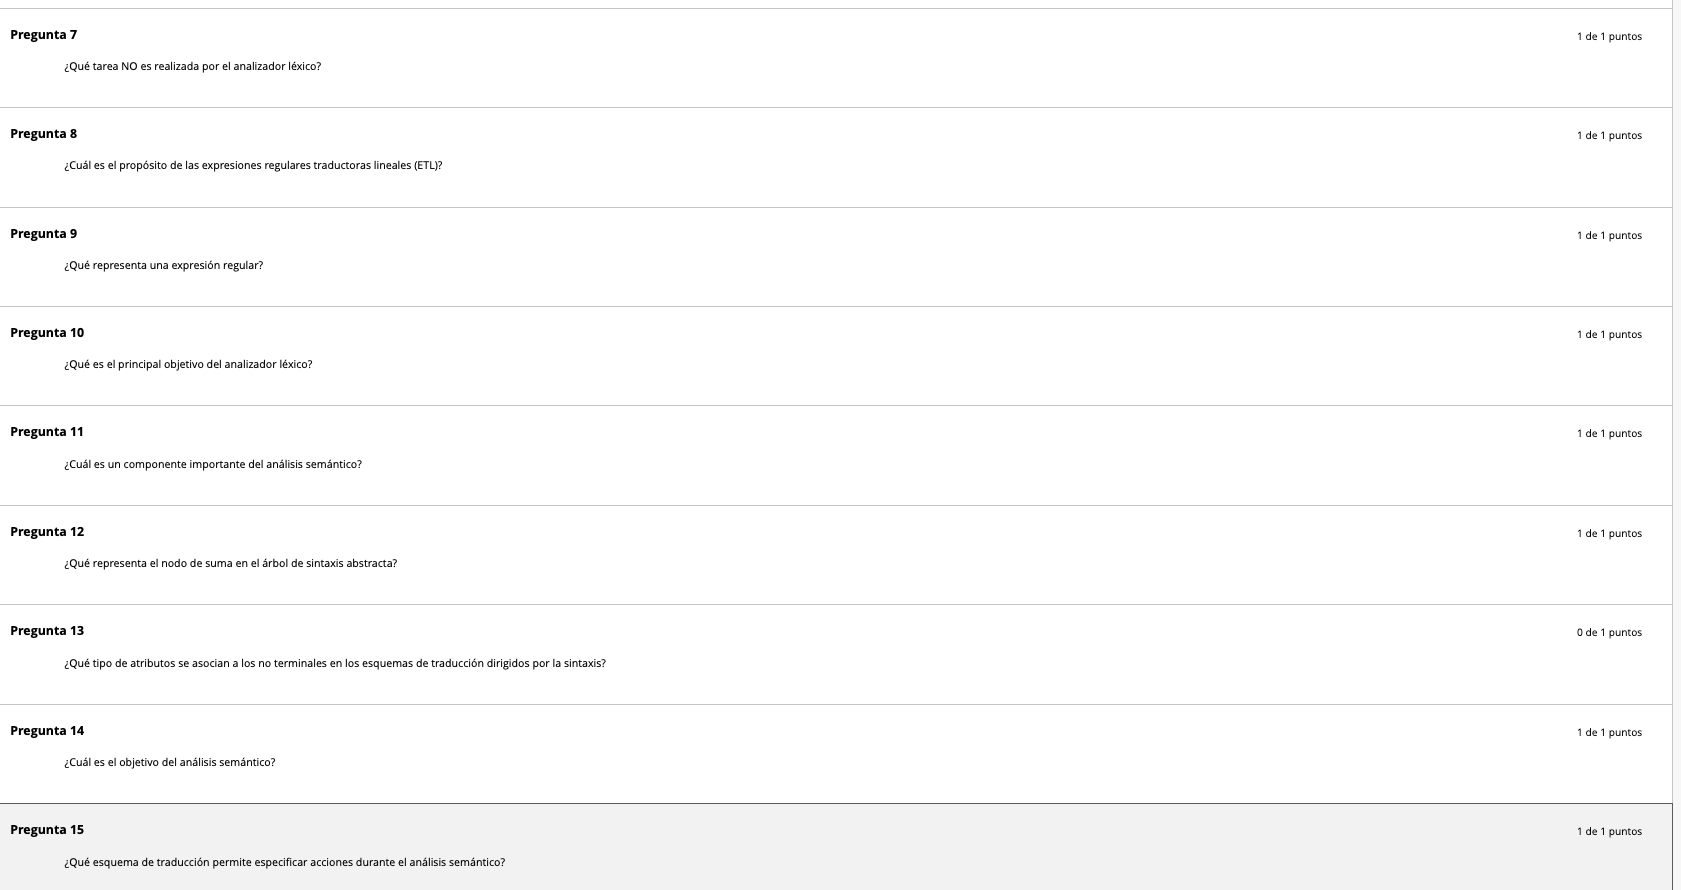 Pregunta 7
1 de 1 puntos
¿Qué tarea NO es realizada por el analizador léxico?
Pregunta 8
1 de 1 puntos
¿Cuál es el propósito de las expresiones regulares traductoras lineales (ETL)?
Pregunta 9
1 de 1 puntos
¿Qué representa una expresión regular?
Pregunta 10
1 de 1 puntos
¿Qué es el principal objetivo del analizador léxico?
Pregunta 11
1 de 1 puntos
¿Cuál es un componente importante del análisis semántico?
Pregunta 12
1 de 1 puntos
¿Qué representa el nodo de suma en el árbol de sintaxis abstracta?
Pregunta 13
0 de 1 puntos
¿Qué tipo de atributos se asocian a los no terminales en los esquemas de traducción dirigidos por la sintaxis?
Pregunta 14
1 de 1 puntos
¿Cuál es el objetivo del análisis semántico?
Pregunta 15
1 de 1 puntos
¿Qué esquema de traducción permite especificar acciones durante el análisis semántico?